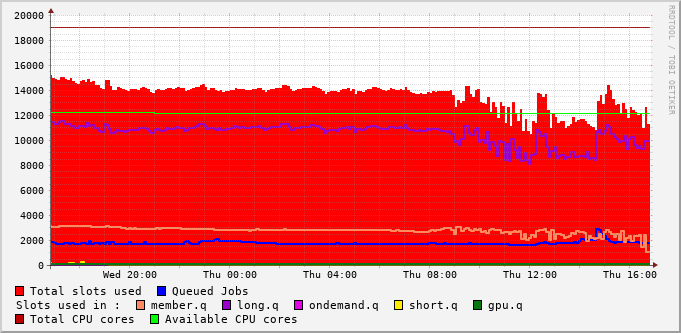 20000
18000
16000
14000
12000
10000
8000
6000
4000
2000
0
Wed 20:00 Thu 00:00 Thu 04:00 Thu 08:00 Thu 12:00 Thu 16:00
Total slots used Queued Jobs
Slots used in : member.q long.q ondemand.q short.q gpu.q
Total CPU cores Available CPU cores
RRDTOOL / TOBI OETIKER